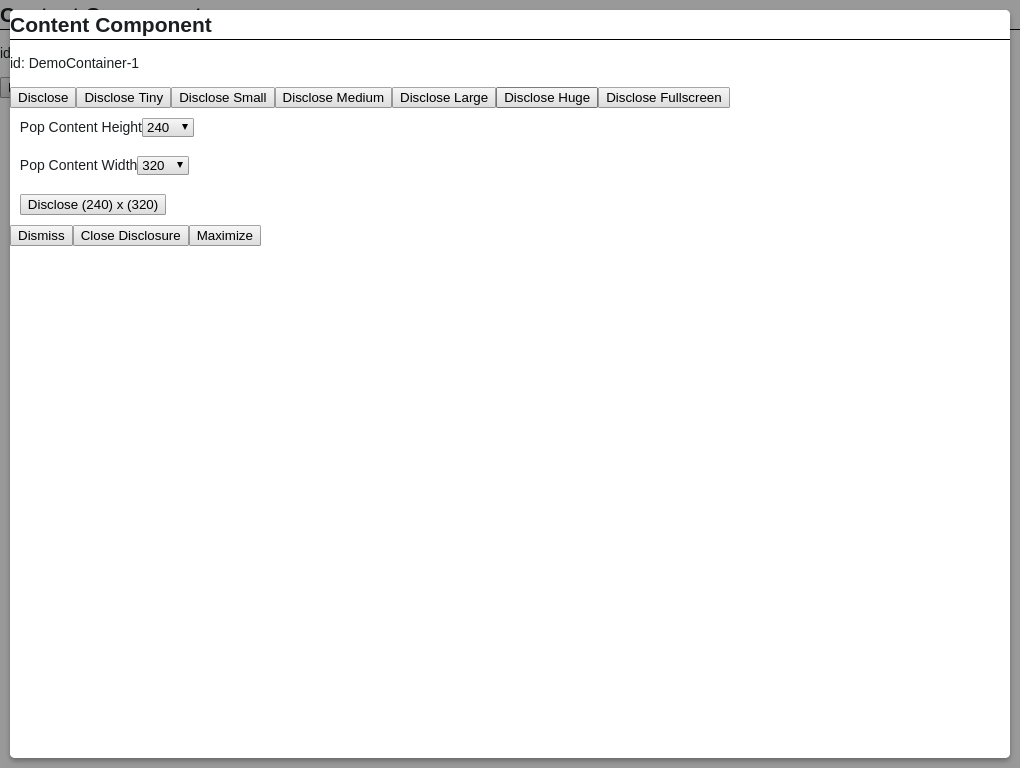 Content Component
id: DemoContainer-1
Disclose Disclose Tiny Disclose Small Disclose Medium Disclose Large Disclose Huge Disclose Fullscreen
Pop Content Height 240
Pop Content Width 320
Disclose (240) x (320)
Dismiss Close Disclosure Maximize